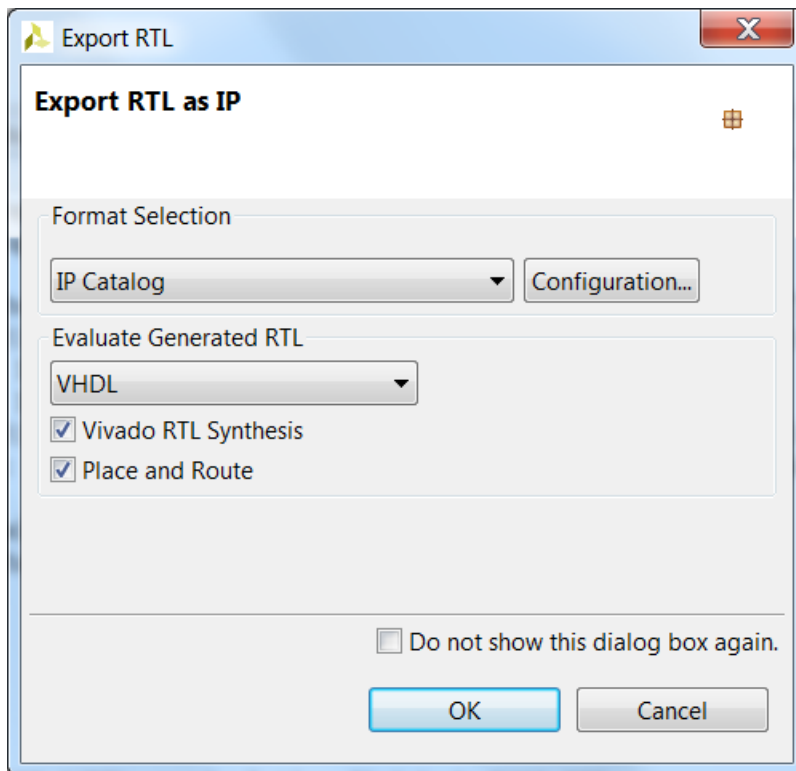 Export RTL
Export RTL as IP
Format Selection
IP Catalog
Configuration...
Evaluate Generated RTL
VHDL
Vivado RTL Synthesis
Place and Route
Do not show this dialog box again.
OK
Cancel